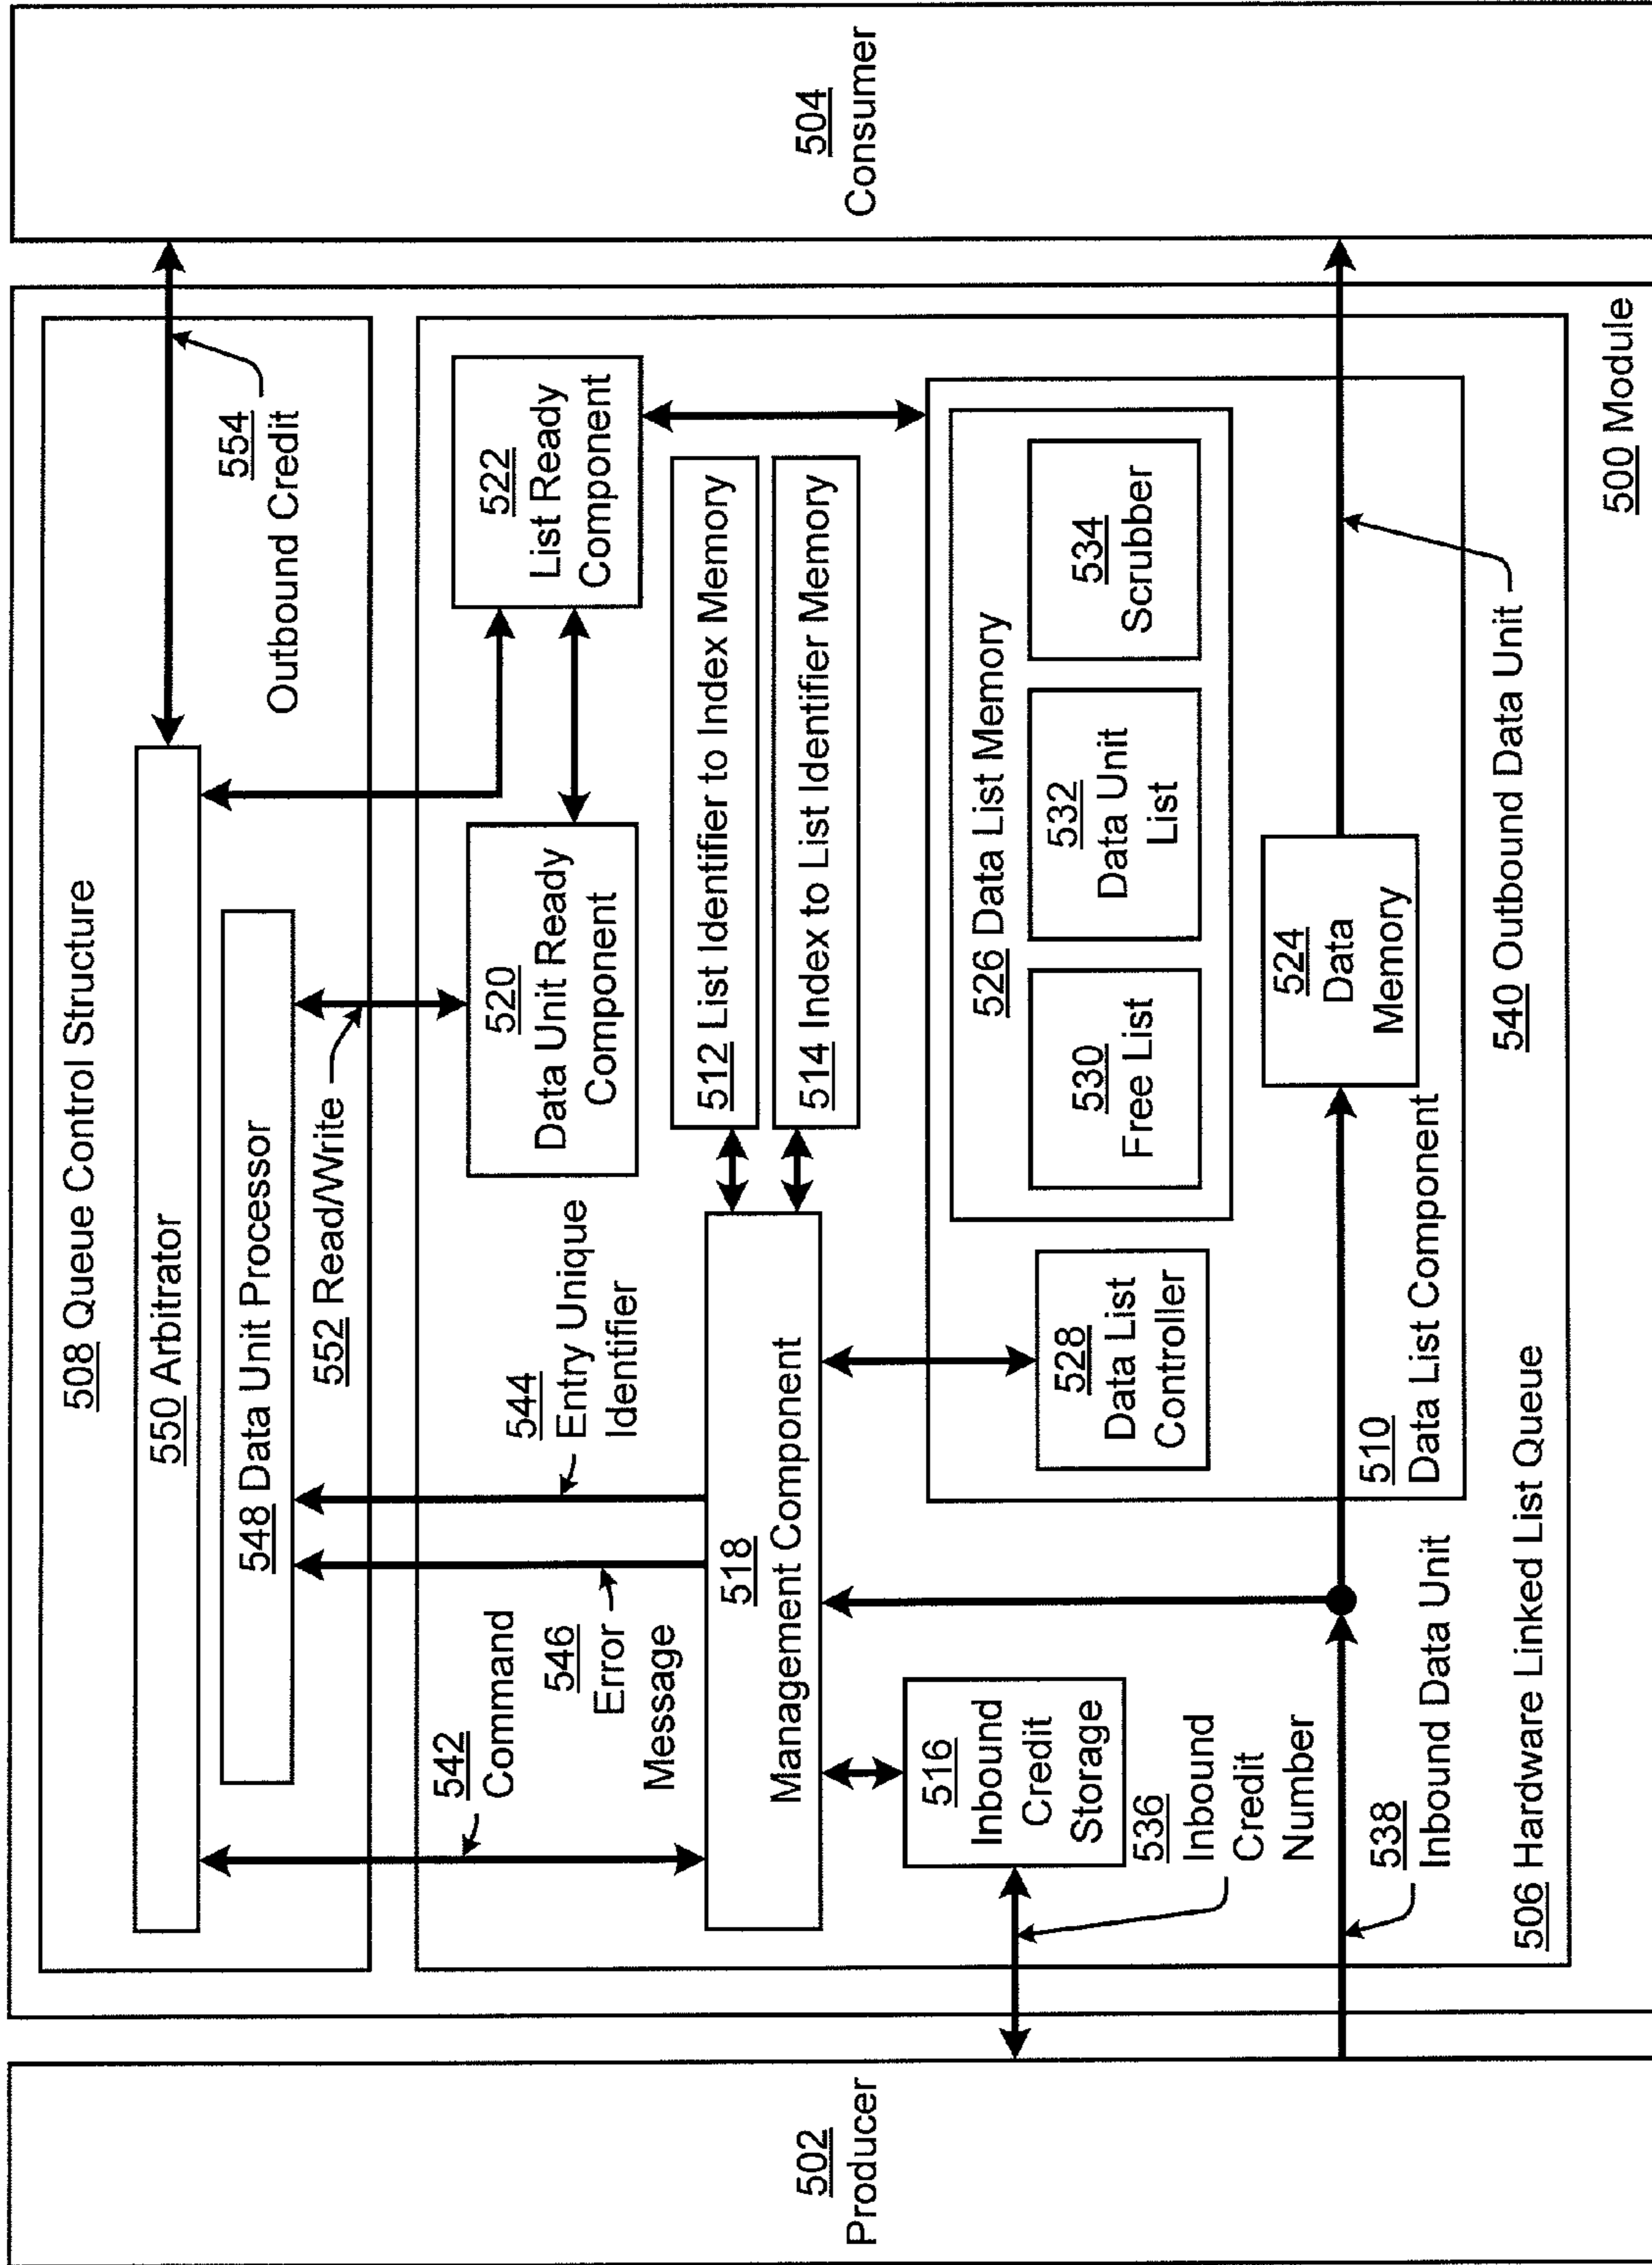 502
Producer
508 Queue Control Structure
550 Arbitrator
548 Data Unit Processor
554
Outbound Credit
552 Read/Write
542
Command
546
Error
Message
544
Entry Unique
Identifier
520
Data Unit Ready
Component
522
List Ready
Component
518
Management Component
512 List Identifier to Index Memory
514 Index to List Identifier Memory
516
Inbound
Credit
Storage
536
Inbound
Credit
Number
528
Data List
Controller
526 Data List Memory
530
Free List
532
Data Unit
List
534
Scrubber
524
Data
Memory
538
Inbound Data Unit
510
Data List Component
540 Outbound Data Unit
506 Hardware Linked List Queue
500 Module
504
Consumer